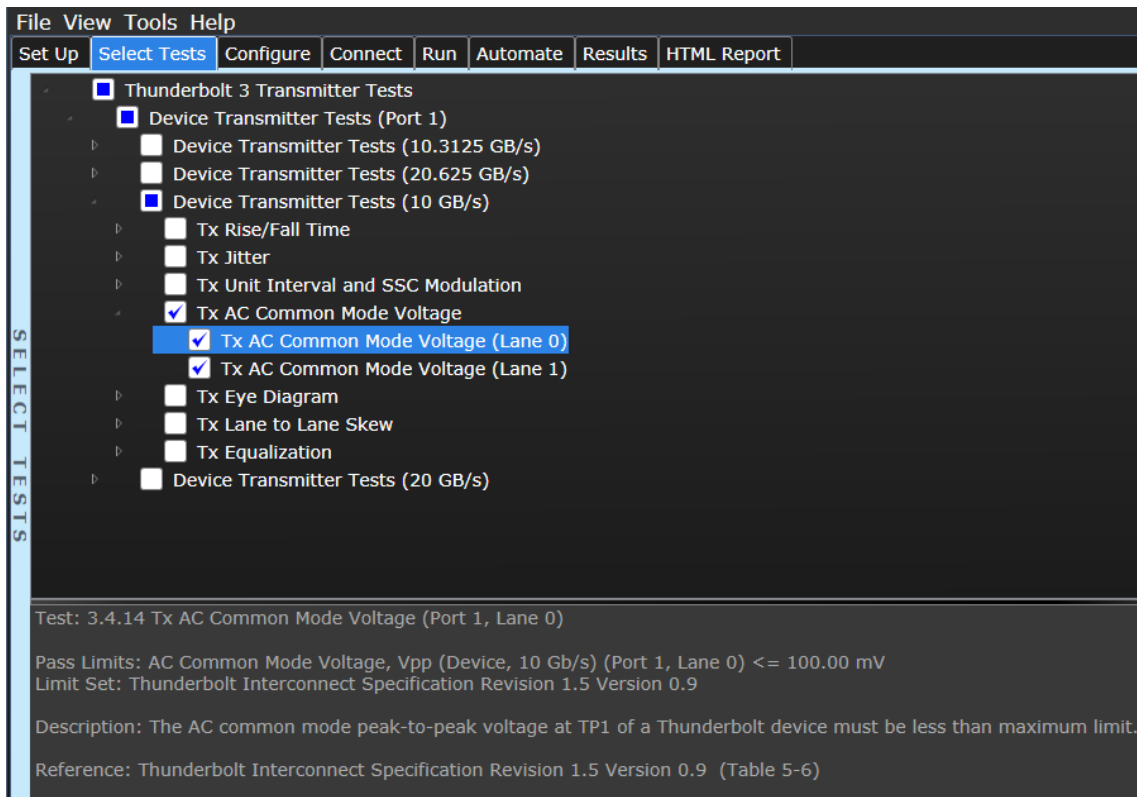 File View Tools Help
Set Up Select Tests Configure Connect Run Automate Results HTML Report
Thunderbolt 3 Transmitter Tests
Device Transmitter Tests (Port 1)
Device Transmitter Tests (10.3125 GB/s)
Device Transmitter Tests (20.625 GB/s)
Device Transmitter Tests (10 GB/s)
Tx Rise/Fall Time
Tx Jitter
Tx Unit Interval and SSC Modulation
Tx AC Common Mode Voltage
Tx AC Common Mode Voltage (Lane 0)
Tx AC Common Mode Voltage (Lane 1)
Tx Eye Diagram
Tx Lane to Lane Skew
Tx Equalization
Device Transmitter Tests (20 GB/s)
SELECT TESTS
Test: 3.4.14 Tx AC Common Mode Voltage (Port 1, Lane 0)
Pass Limits: AC Common Mode Voltage, Vpp (Device, 10 Gb/s) (Port 1, Lane 0) <= 100.00 mV
Limit Set: Thunderbolt Interconnect Specification Revision 1.5 Version 0.9
Description: The AC common mode peak-to-peak voltage at TP1 of a Thunderbolt device must be less than maximum limit.
Reference: Thunderbolt Interconnect Specification Revision 1.5 Version 0.9 (Table 5-6)